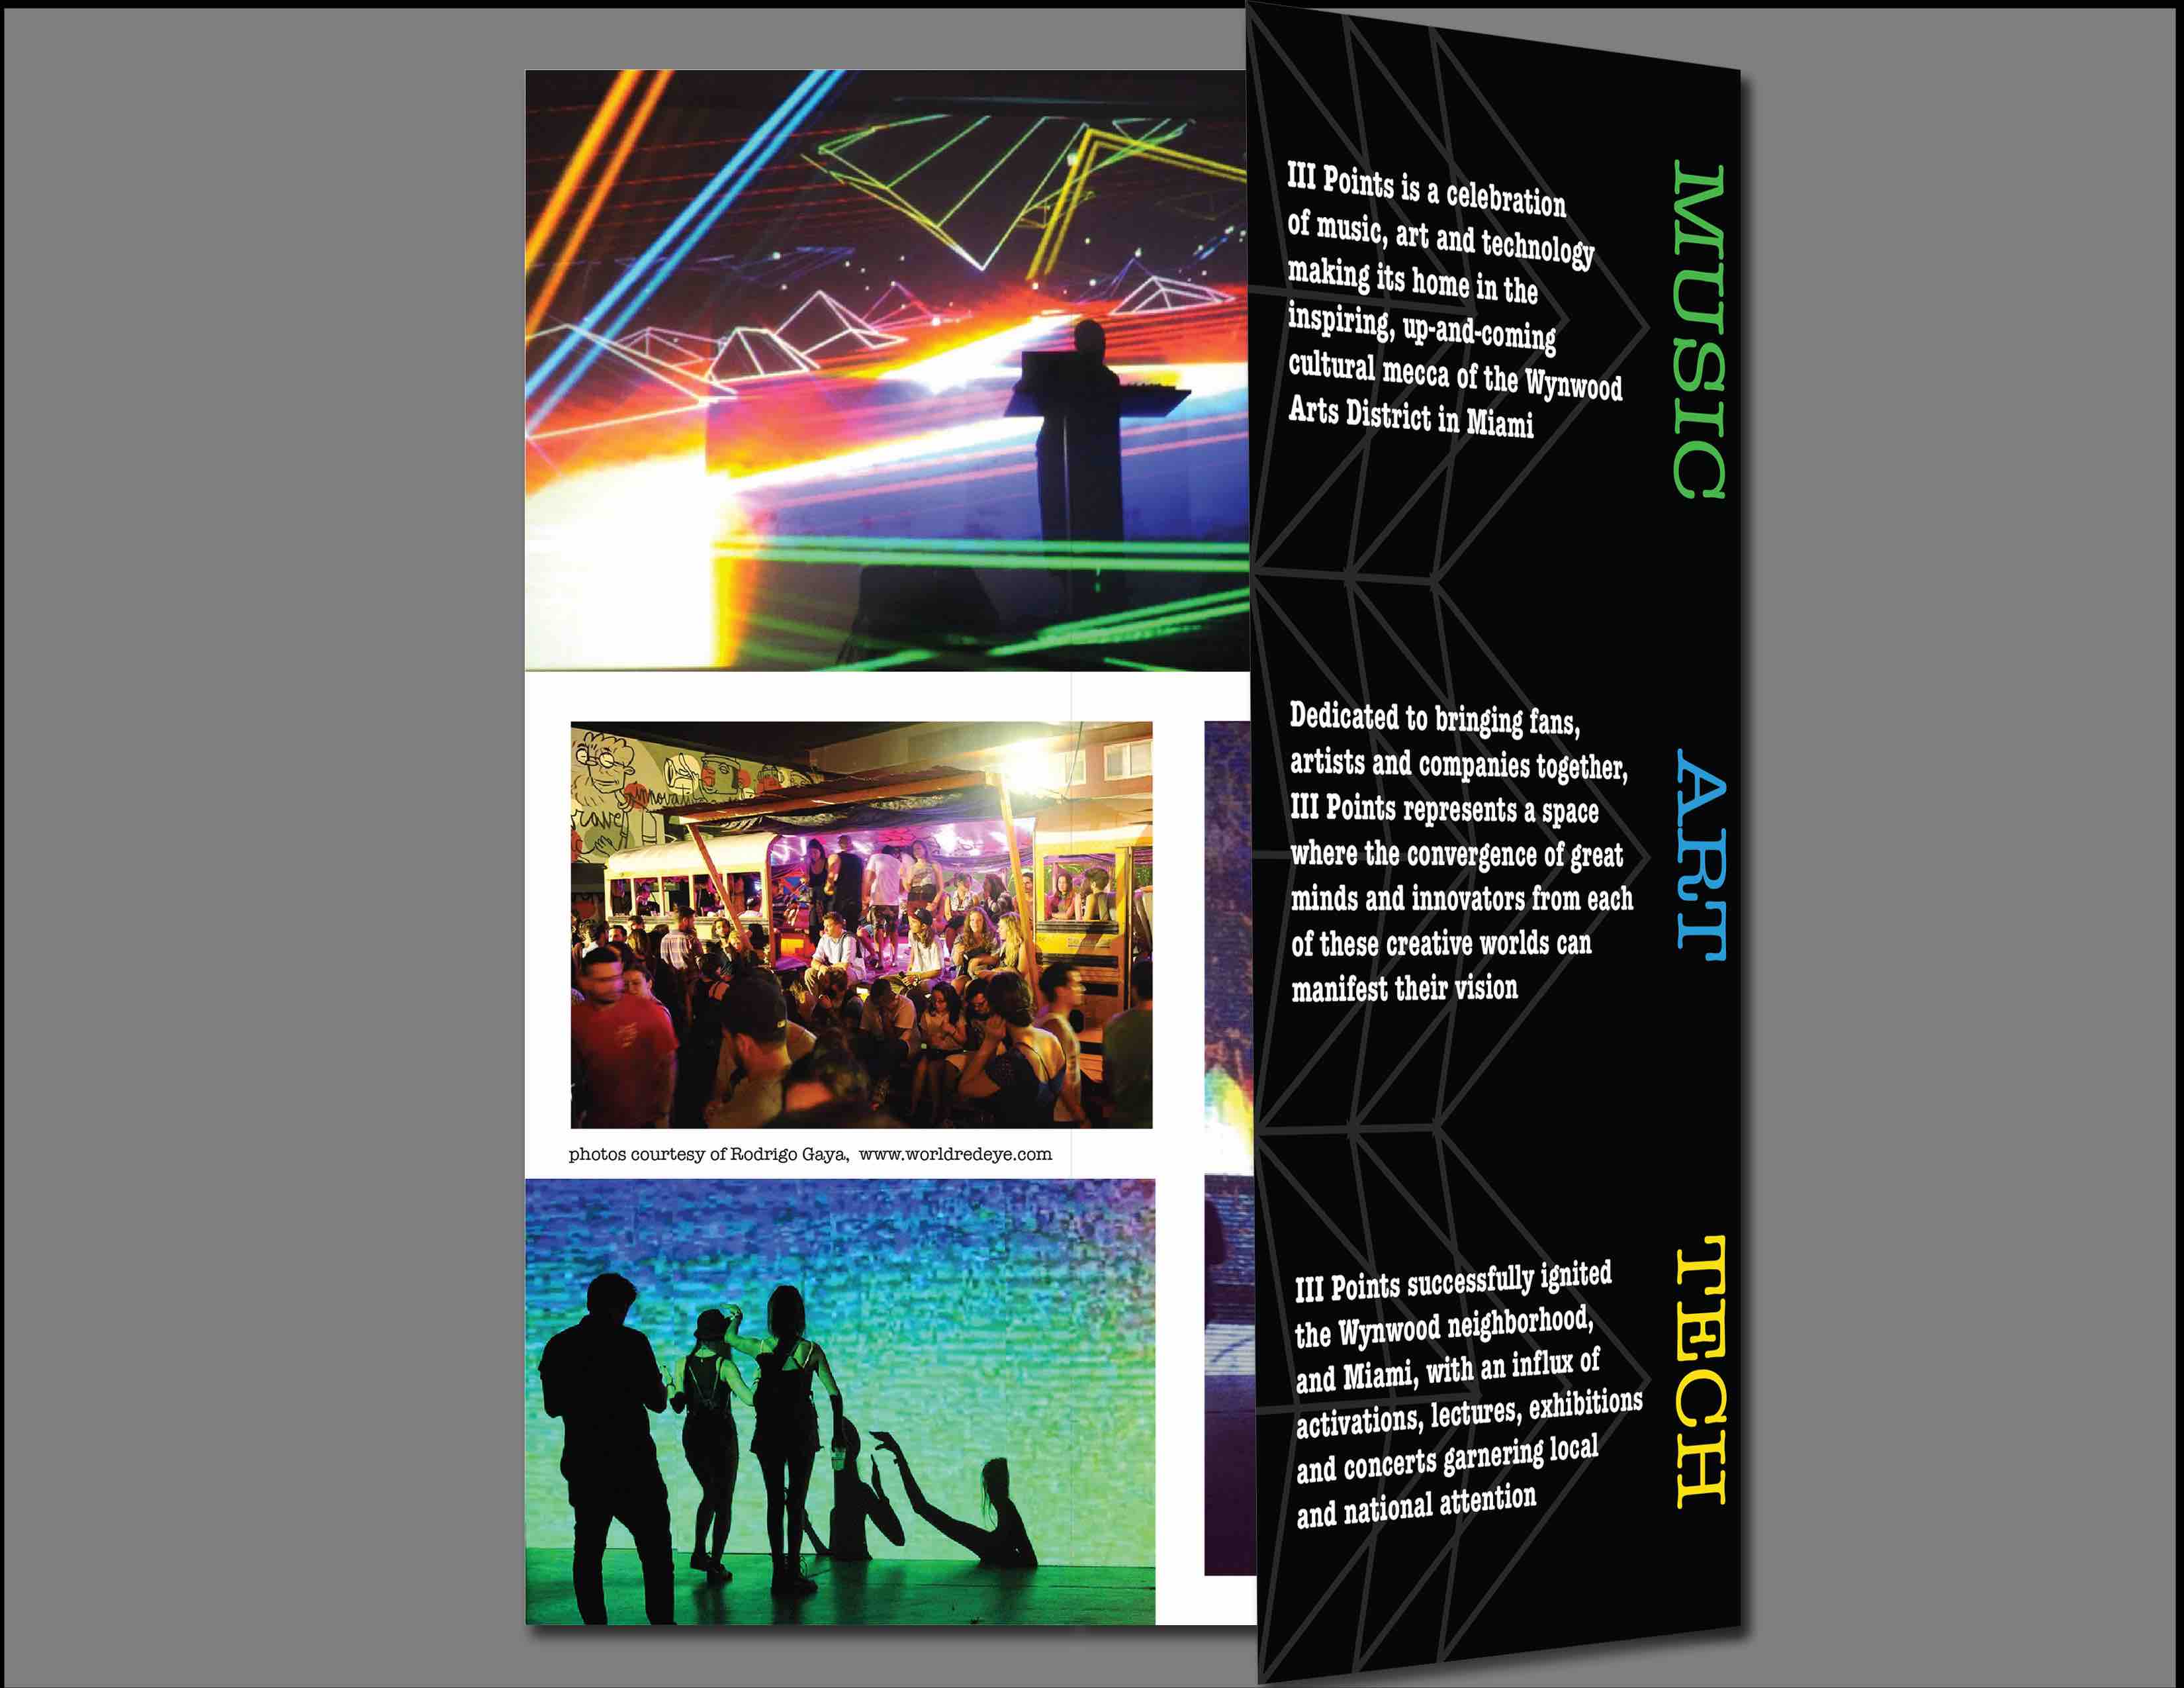 III Points is a celebration
of music, art and technology
making its home in the
inspiring, up-and-coming
cultural mecca of the Wynwood
Arts District in Miami
MUSIC
Dedicated to bringing fans,
artists and companies together,
III Points represents a space
where the convergence of great
minds and innovators from each
of these creative worlds can
manifest their vision
ART
III Points successfully ignited
the Wynwood neighborhood,
and Miami, with an influx of
activations, lectures, exhibitions
and concerts garnering local
and national attention
TECH
photos courtesy of Rodrigo Gaya, www.worldredeye.com